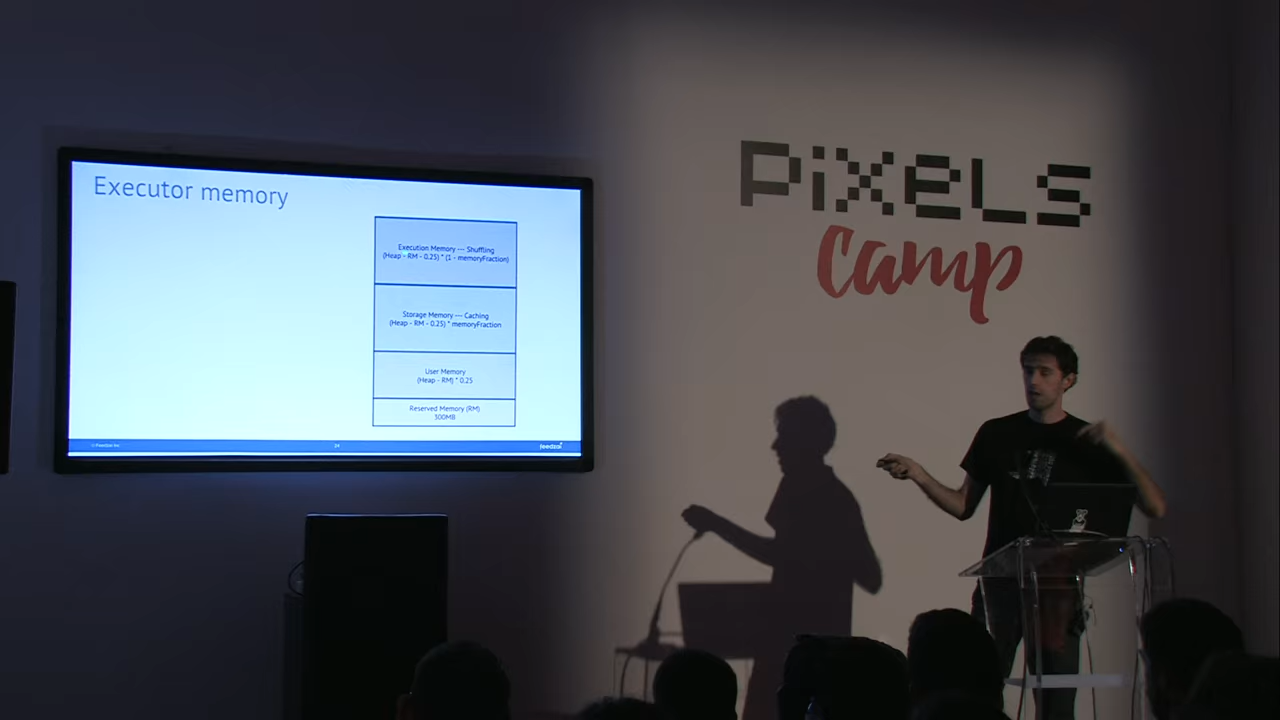 Executor memory
Execution Memory --- Shuffling
(Heap - RM - 0.25) * (1 - memoryFraction)
Storage Memory --- Caching
(Heap - RM - 0.25) * memoryFraction
User Memory
(Heap - RM) * 0.25
Reserved Memory (RM)
300MB
24
feedzai
pixels
camp